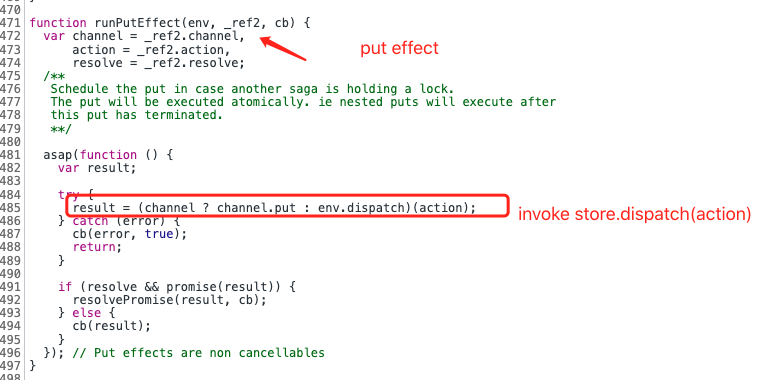 470
471 function runPutEffect(env, _ref2, cb) {
472   var channel = _ref2.channel,
put effect
473       action = _ref2.action,
474       resolve = _ref2.resolve;
475   /**
476    Schedule the put in case another saga is holding a lock.
477    The put will be executed atomically. ie nested puts will execute after
478    this put has terminated.
479    **/
480
481   asap(function () {
482     var result;
483
484     try {
485       result = (channel ? channel.put : env.dispatch)(action);
invoke store.dispatch(action)
486     } catch (error) {
487       cb(error, true);
488       return;
489     }
490
491     if (resolve && promise(result)) {
492       resolvePromise(result, cb);
493     } else {
494       cb(result);
495     }
496   }); // Put effects are non cancellables
497 }
498